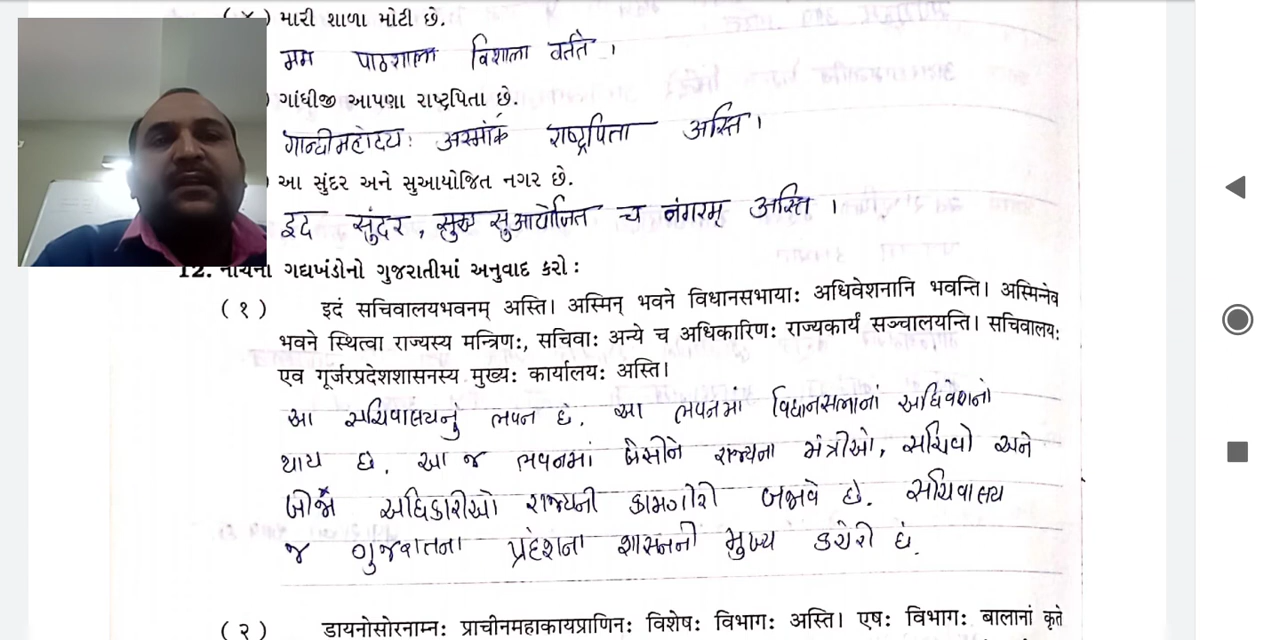 (૪) મારી શાળા મોટી છે.
मम पाठशाला विशाला वर्तते ।
) ગાંધીજી આપણા રાષ્ટ્રપિતા છે.
गान्धीमहोदयः अस्माकं राष्ट्रपिता अस्ति ।
) આ સુંદર અને સુઆયોજિત નગર છે.
इद सुंदर, सुआयोजित च नंगरम् अस्ति ।
12. નીચેના ગદ્યખંડોનો ગુજરાતીમાં અનુવાદ કરો :
(૧) इदं सचिवालयभवनम् अस्ति। अस्मिन् भवने विधानसभायाः अधिवेशनानि भवन्ति। अस्मिन्नेव
भवने स्थित्वा राज्यस्य मन्त्रिणः, सचिवाः अन्ये च अधिकारिणः राज्यकार्यं सञ्चालयन्ति। सचिवालयः
एव गूर्जरप्रदेशशासनस्य मुख्यः कार्यालयः अस्ति।
આ સચિવાલયનું ભવન છે. આ ભવનમાં વિધાનસભાનાં અધિવેશનો
થાય છે. આ જ ભવનમાં બેસીને રાજ્યના મંત્રીઓ, સચિવો અને
બીજા અધિકારીઓ રાજ્યની કામગીરી બજાવે છે. સચિવાલય
જ ગુજરાતના પ્રદેશના શાસનની મુખ્ય કચેરી છે.
(૨) डायनोसोरनाम्नः प्राचीनमहाकायप्राणिनः विशेषः विभागः अस्ति। एषः विभागः बालानां कृते